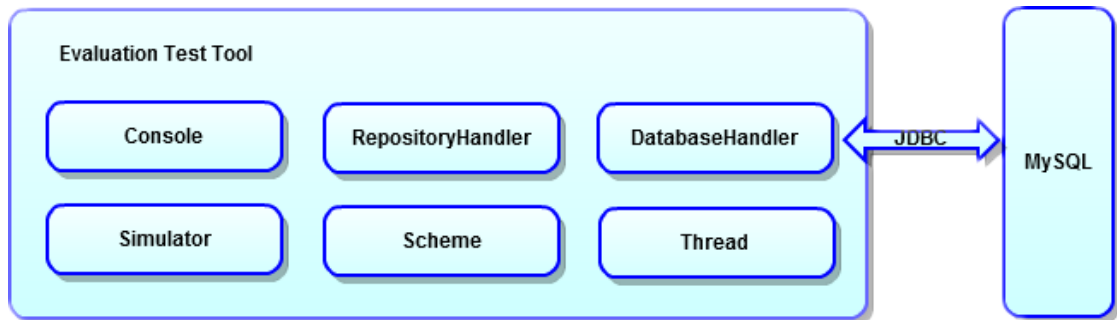 Evaluation Test Tool
Console
RepositoryHandler
DatabaseHandler
JDBC
MySQL
Simulator
Scheme
Thread